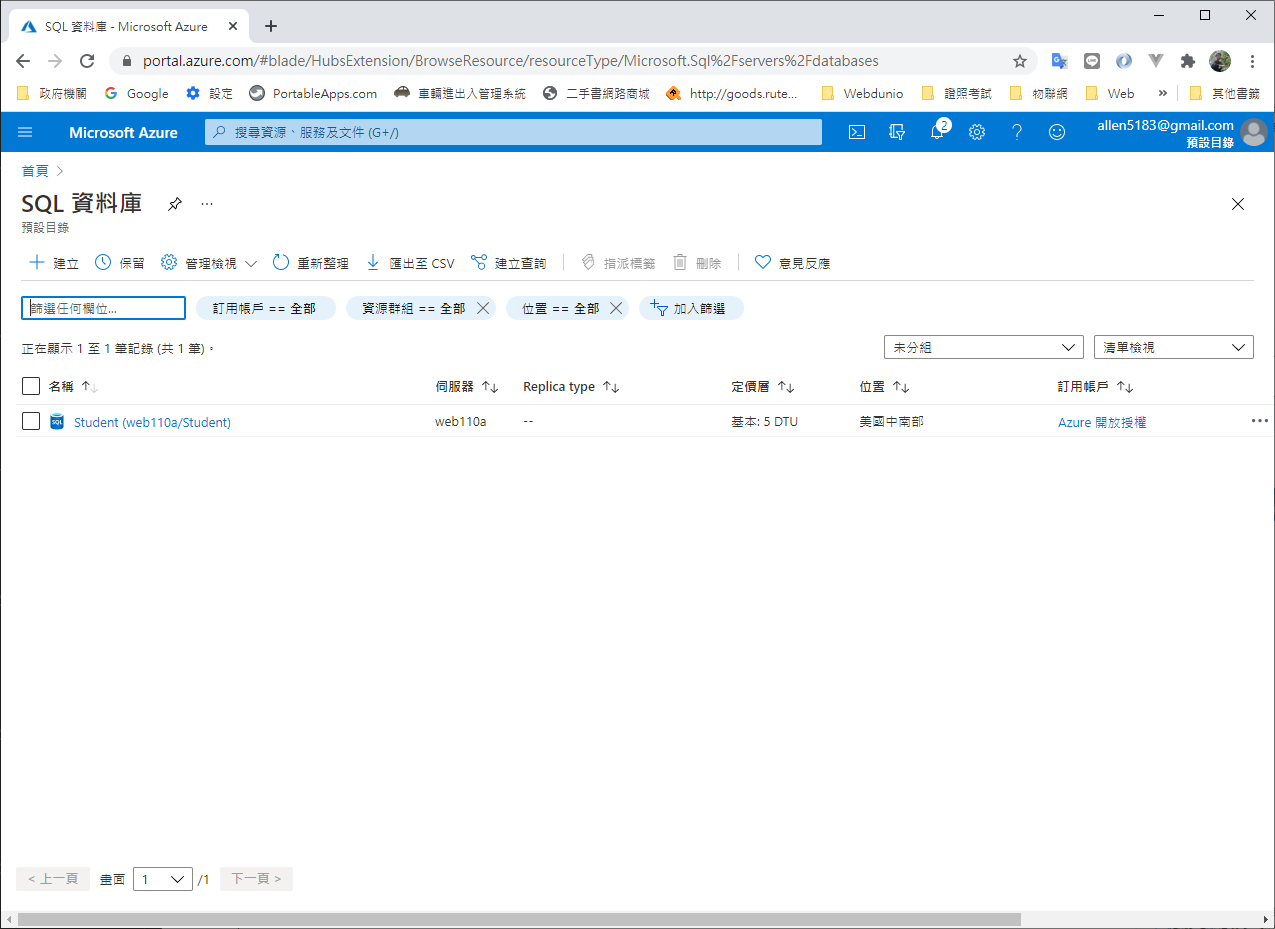 SQL 資料庫 - Microsoft Azure
portal.azure.com/#blade/HubsExtension/BrowseResource/resourceType/Microsoft.Sql%2Fservers%2Fdatabases
政府機關 Google 設定 PortableApps.com 車輛進出入管理系統 二手書網路商城 http://goods.rute... Webdunio 證照考試 物聯網 Web » 其他書籤
Microsoft Azure 搜尋資源、服務及文件 (G+/) 2 allen5183@gmail.com
預設目錄
首頁
SQL 資料庫 ...
預設目錄
建立 保留 管理檢視 重新整理 匯出至 CSV 建立查詢 指派標籤 刪除 意見反應
篩選任何欄位... 訂用帳戶 == 全部 資源群組 == 全部 位置 == 全部 加入篩選
正在顯示 1 至 1 筆記錄 (共 1 筆)。 未分組 清單檢視
名稱 ↑↓ 伺服器 ↑↓ Replica type ↑↓ 定價層 ↑↓ 位置 ↑↓ 訂用帳戶 ↑↓
SQL Student (web110a/Student) web110a -- 基本: 5 DTU 美國中南部 Azure 開放授權 ...
< 上一頁 畫面 1 /1 下一頁 >